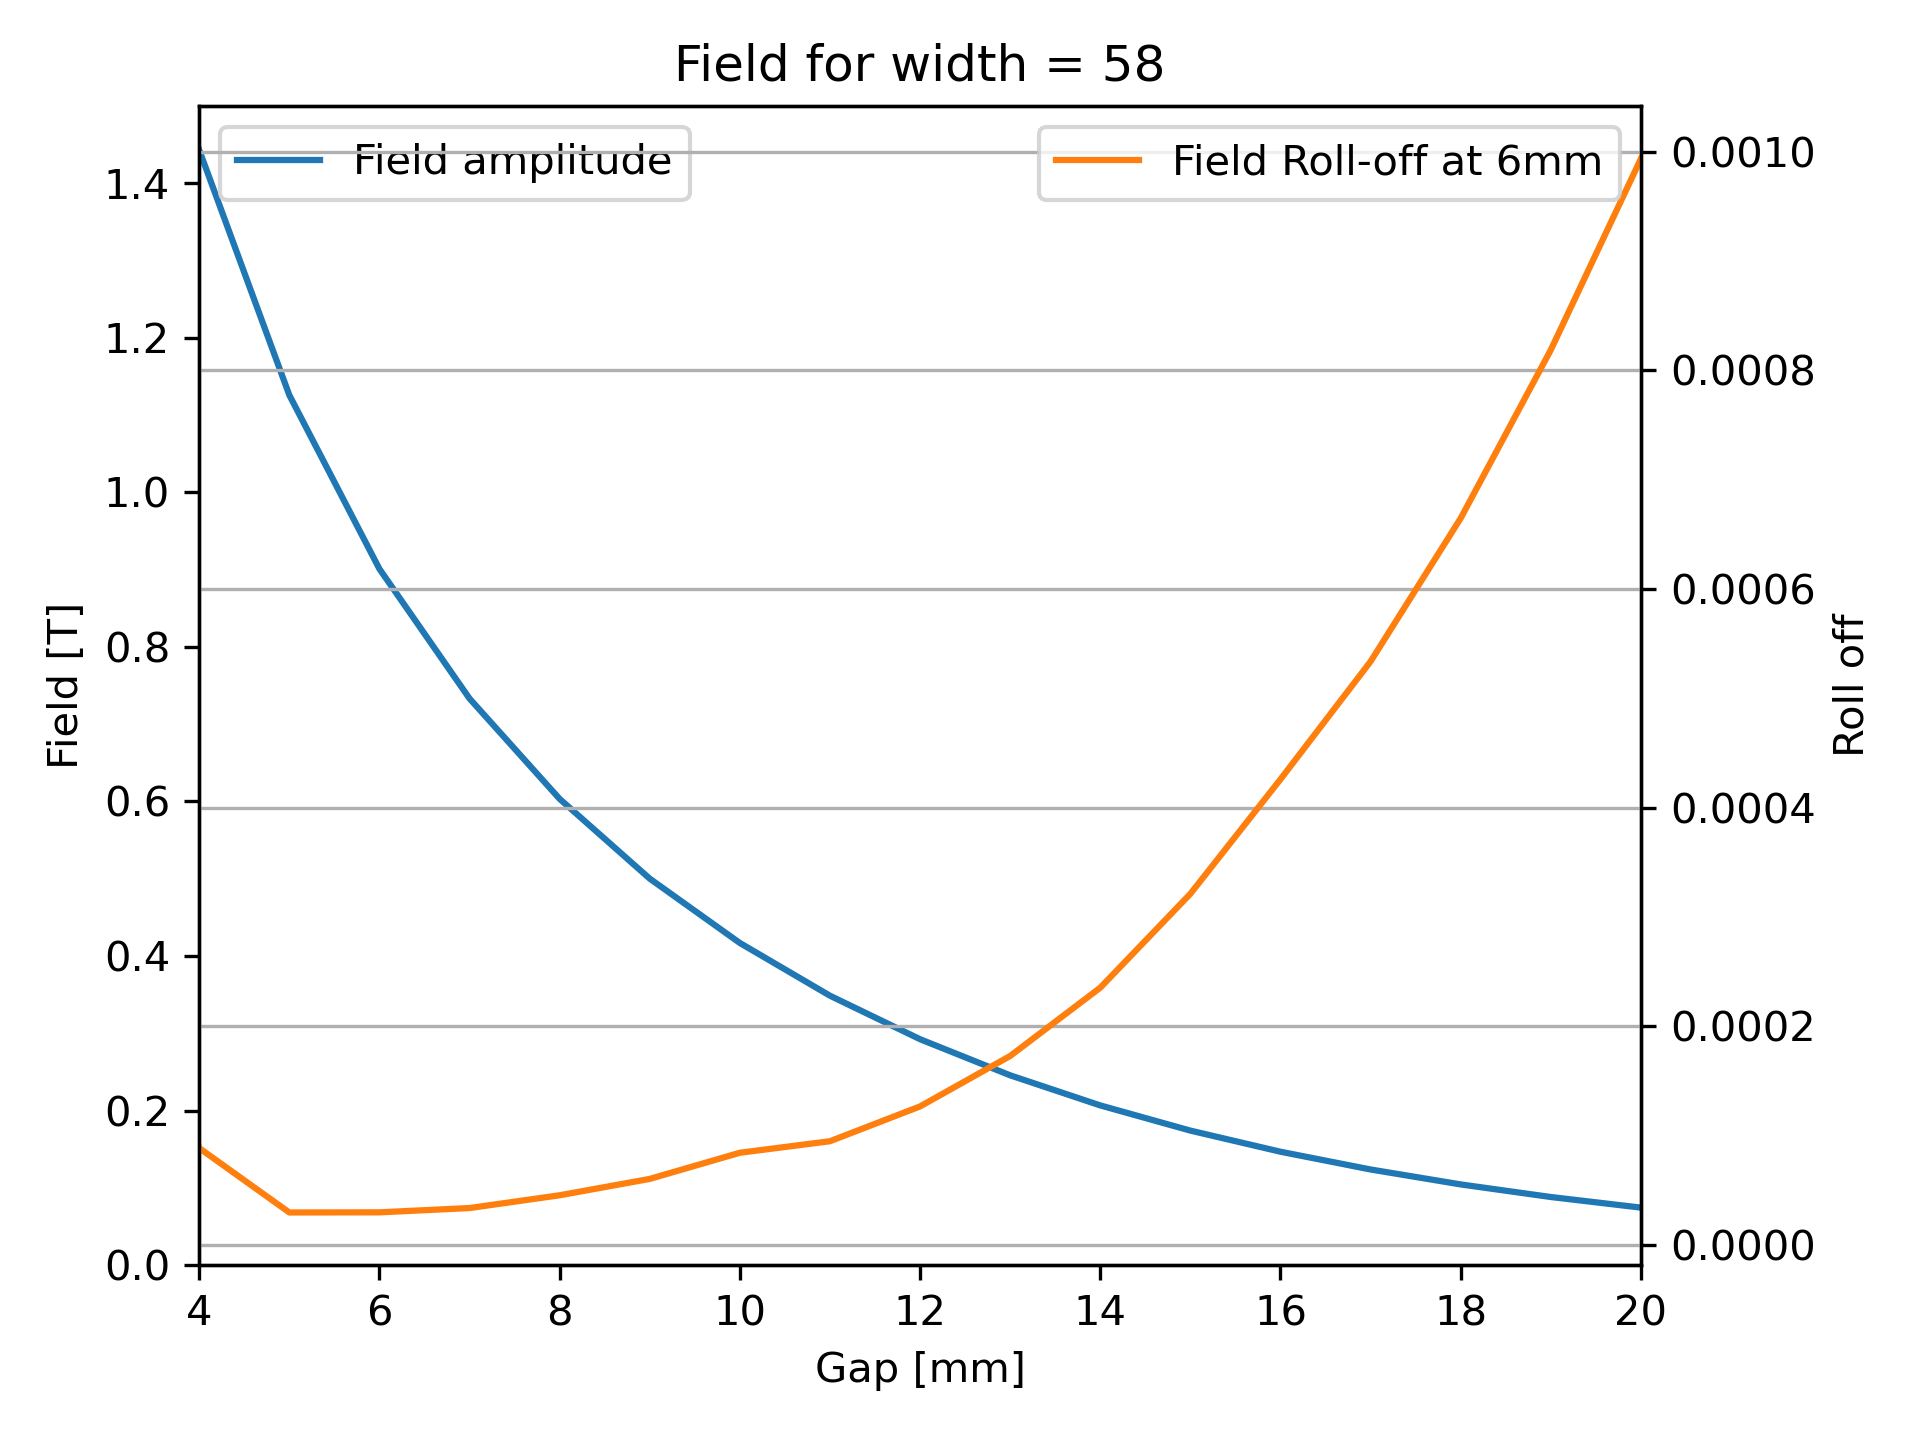 Field for width = 58
Field amplitude
Field Roll-off at 6mm
1.4
1.2
1.0
0.8
0.6
0.4
0.2
0.0
Field [T]
0.0010
0.0008
0.0006
0.0004
0.0002
0.0000
Roll off
4 6 8 10 12 14 16 18 20
Gap [mm]